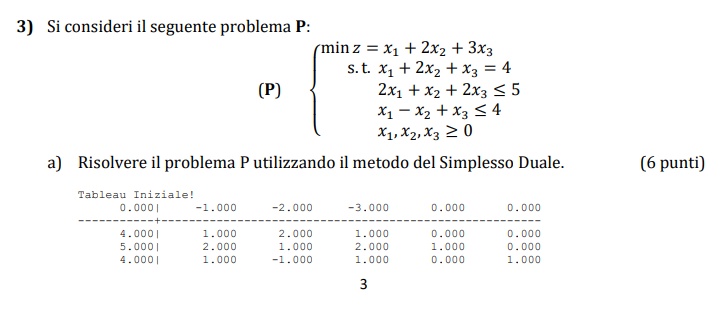 3) Si consideri il seguente problema P:
min z = x₁ + 2x₂ + 3x₃
s.t. x₁ + 2x₂ + x₃ = 4
(P)
2x₁ + x₂ + 2x₃ ≤ 5
x₁ − x₂ + x₃ ≤ 4
x₁, x₂, x₃ ≥ 0
a) Risolvere il problema P utilizzando il metodo del Simplesso Duale. (6 punti)
Tableau Iniziale!
0.000| -1.000 -2.000 -3.000 0.000 0.000
-----------+--------------------------------------------------
4.000| 1.000 2.000 1.000 0.000 0.000
5.000| 2.000 1.000 2.000 1.000 0.000
4.000| 1.000 -1.000 1.000 0.000 1.000
3